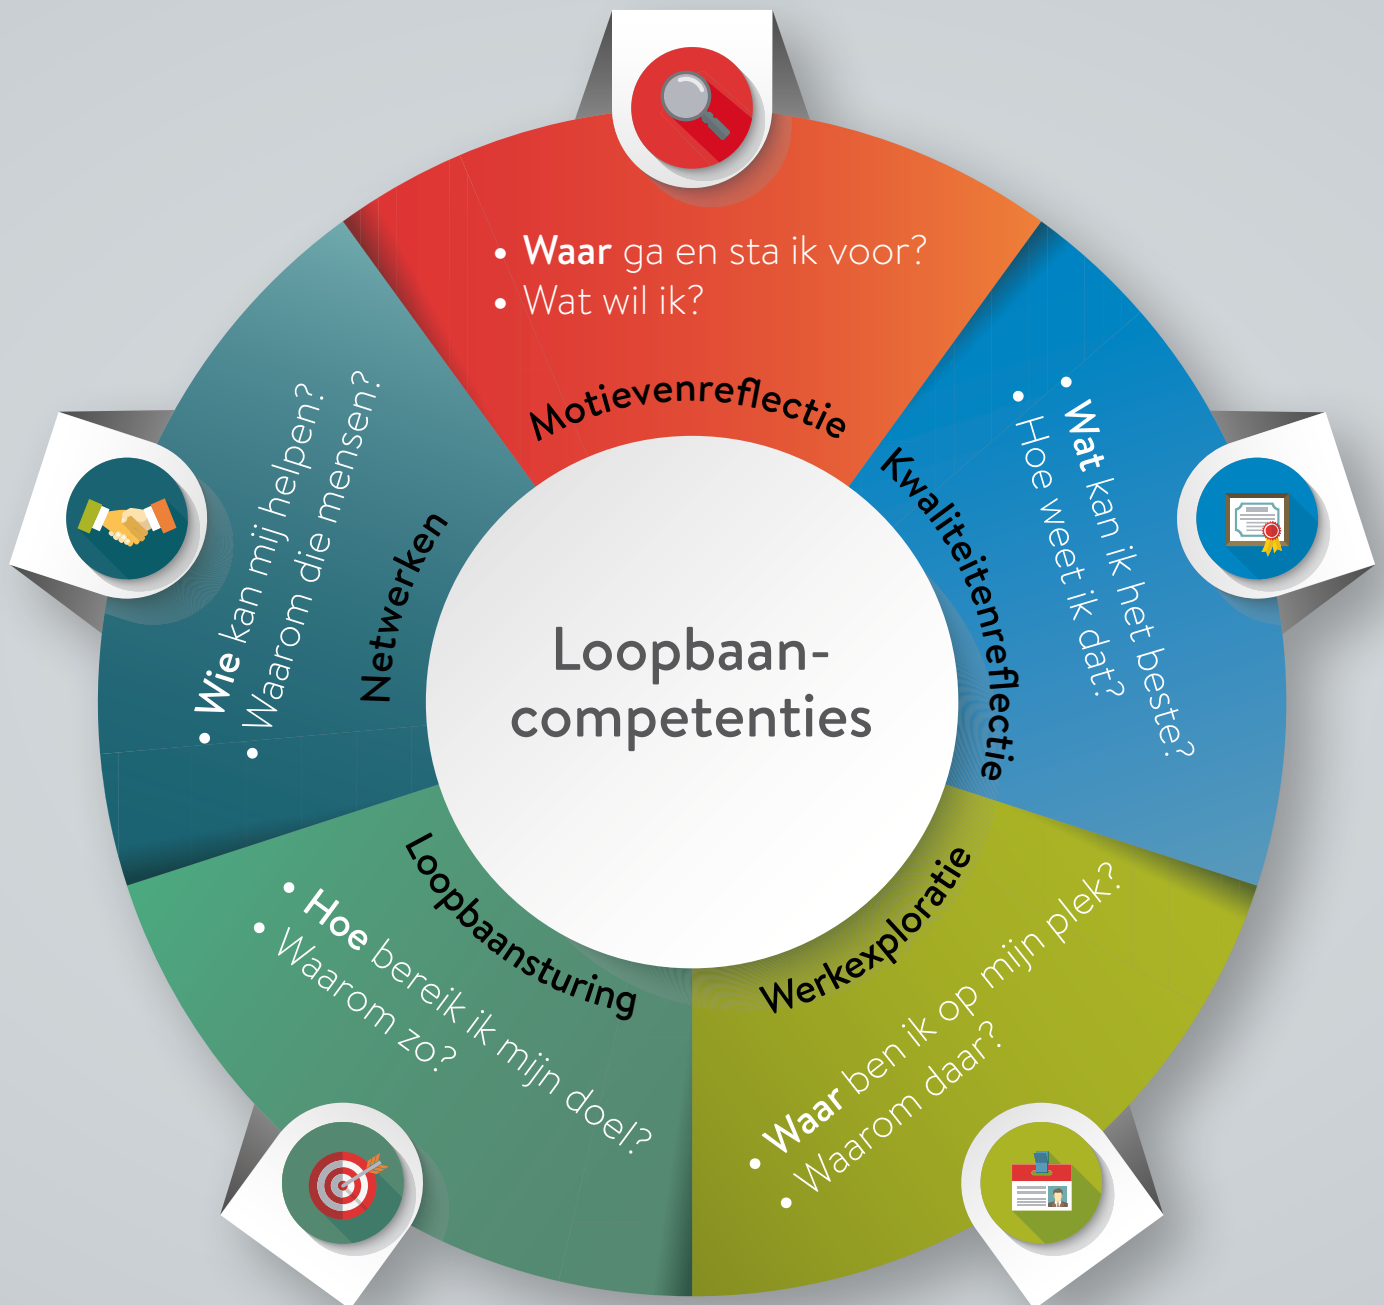 • Waar ga en sta ik voor?
• Wat wil ik?
Motievenreflectie
• Wat kan ik het beste?
• Hoe weet ik dat?
Kwaliteitenreflectie
• Waar ben ik op mijn plek?
• Waarom daar?
Werkexploratie
• Hoe bereik ik mijn doel?
• Waarom zo?
Loopbaansturing
• Wie kan mij helpen?
• Waarom die mensen?
Netwerken
Loopbaan-
competenties